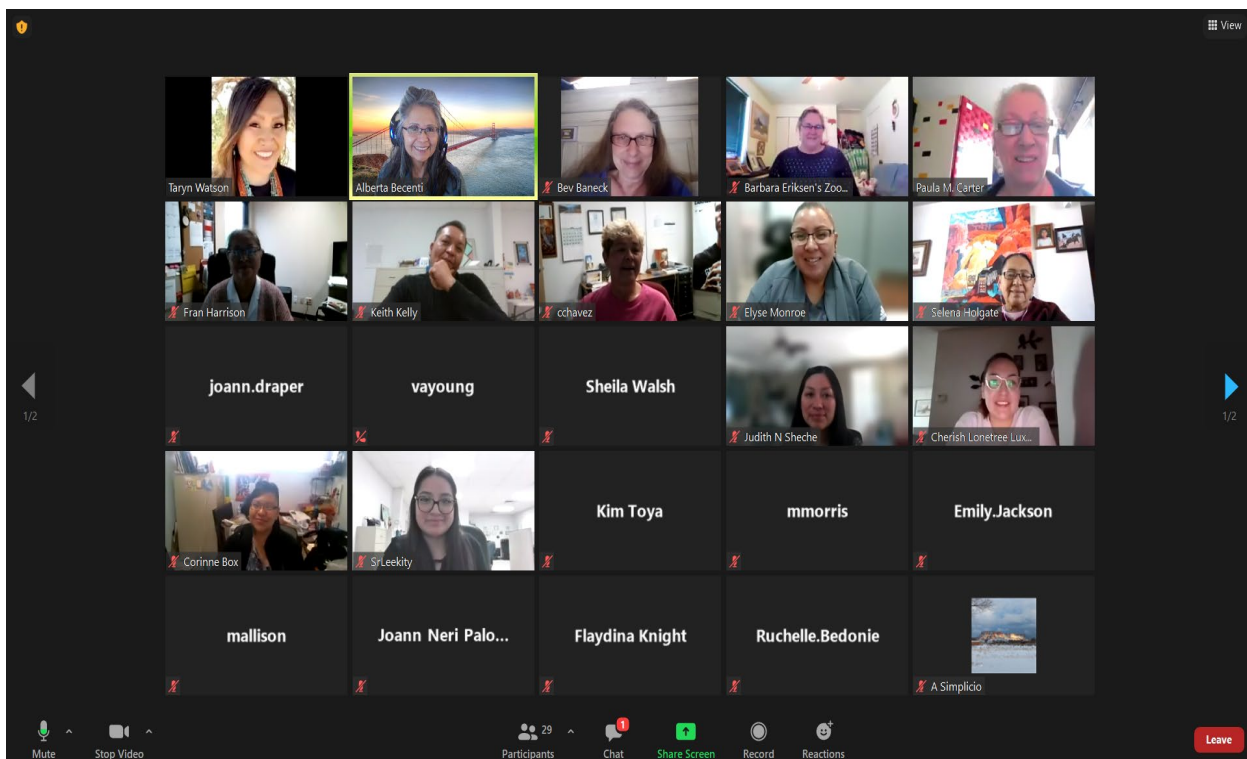 View
Taryn Watson
Alberta Becenti
Bev Baneck
Barbara Eriksen's Zoo...
Paula M. Carter
Fran Harrison
Keith Kelly
cchavez
Elyse Monroe
Selena Holgate
joann.draper
vayoung
Sheila Walsh
Judith N Sheche
Cherish Lonetree Lux...
1/2
1/2
Corinne Box
SrLeekity
Kim Toya
mmorris
Emily.Jackson
mallison
Joann Neri Palo...
Flaydina Knight
Ruchelle.Bedonie
A Simplicio
Mute
Stop Video
29
Participants
1
Chat
Share Screen
Record
Reactions
Leave